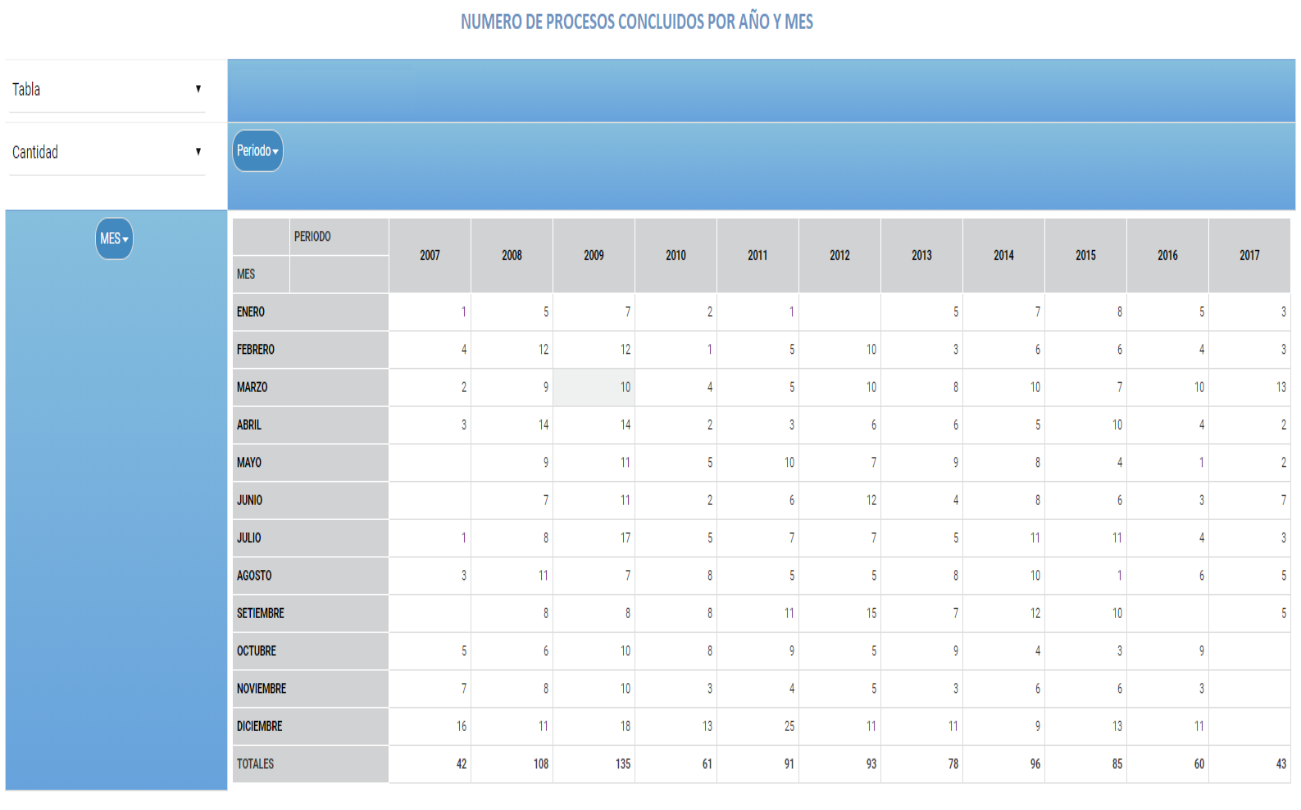 NUMERO DE PROCESOS CONCLUIDOS POR AÑO Y MES
Tabla
Cantidad
Periodo
MES
PERIODO
MES 2007 2008 2009 2010 2011 2012 2013 2014 2015 2016 2017
ENERO 1 5 7 2 1 5 7 8 5 3
FEBRERO 4 12 12 1 5 10 3 6 6 4 3
MARZO 2 9 10 4 5 10 8 10 7 10 13
ABRIL 3 14 14 2 3 6 6 5 10 4 2
MAYO 9 11 5 10 7 9 8 4 1 2
JUNIO 7 11 2 6 12 4 8 6 3 7
JULIO 1 8 17 5 7 7 5 11 11 4 3
AGOSTO 3 11 7 8 5 5 8 10 1 6 5
SETIEMBRE 8 8 8 11 15 7 12 10 5
OCTUBRE 5 6 10 8 9 5 9 4 3 9
NOVIEMBRE 7 8 10 3 4 5 3 6 6 3
DICIEMBRE 16 11 18 13 25 11 11 9 13 11
TOTALES 42 108 135 61 91 93 78 96 85 60 43